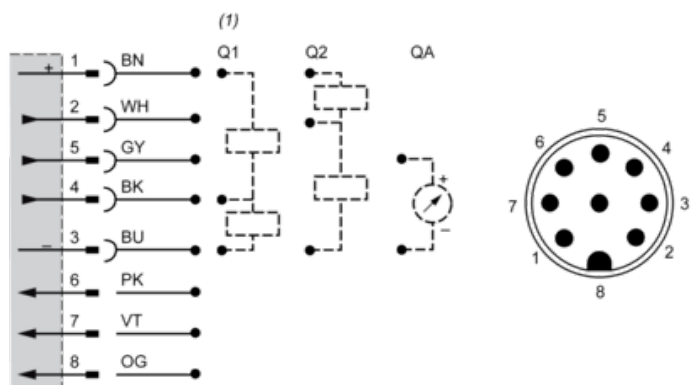 (1)
Q1 Q2 QA
+ 1 BN
2 WH
5 GY
4 BK
– 3 BU
6 PK
7 VT
8 OG
+
–
5
6 4
7 3
1 2
8